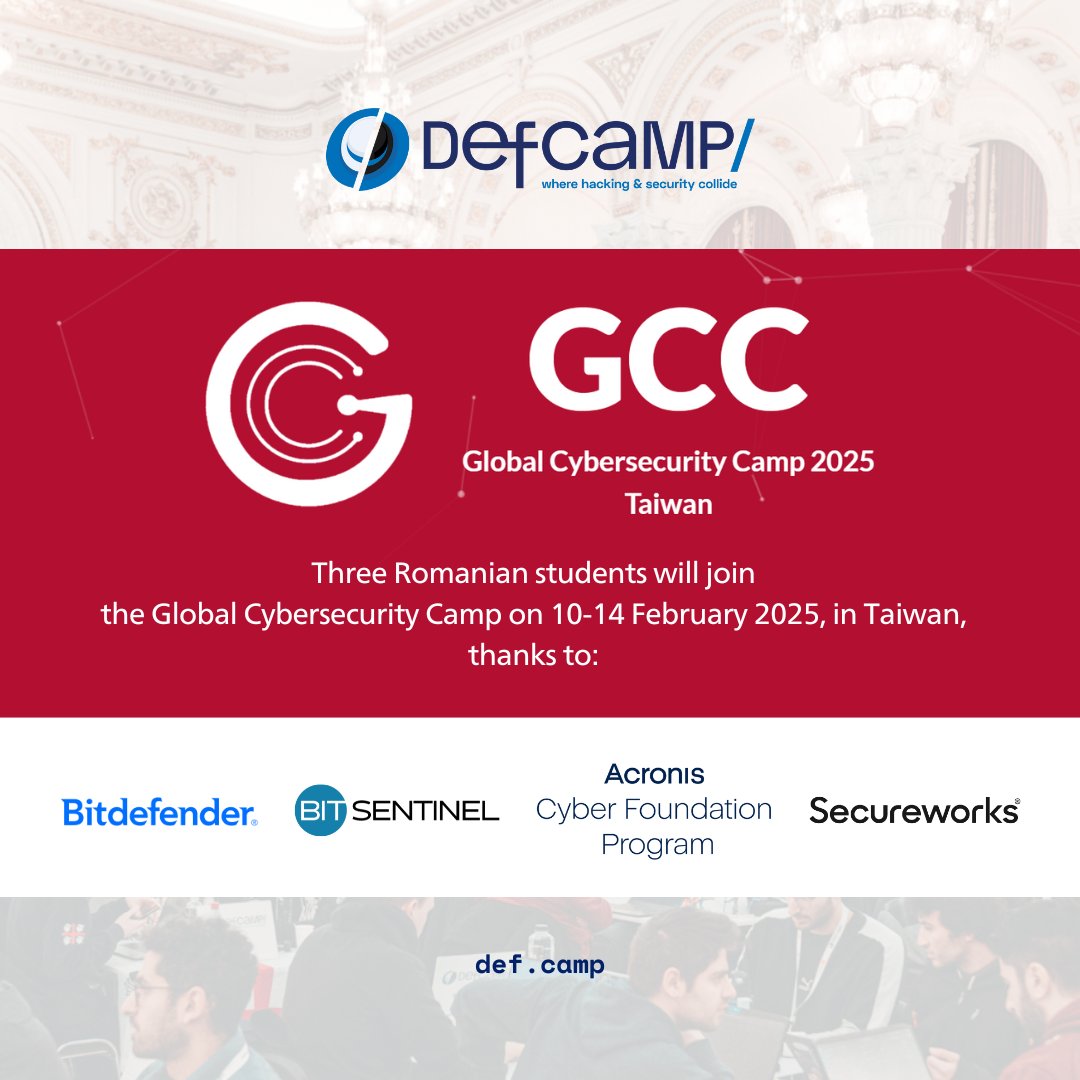 DefCAMP/
where hacking & security collide
GCC
Global Cybersecurity Camp 2025
Taiwan
Three Romanian students will join
the Global Cybersecurity Camp on 10-14 February 2025, in Taiwan,
thanks to:
Bitdefender®
BIT SENTINEL
Acronis
Cyber Foundation
Program
Secureworks®
def.camp